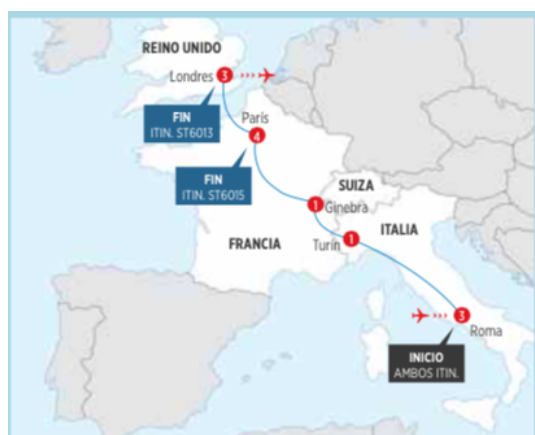 REINO UNIDO
Londres
3
FIN
ITIN. ST6013
París
4
FIN
ITIN. ST6015
SUIZA
1
Ginebra
ITALIA
FRANCIA
Turín
1
3
Roma
INICIO
AMBOS ITIN.